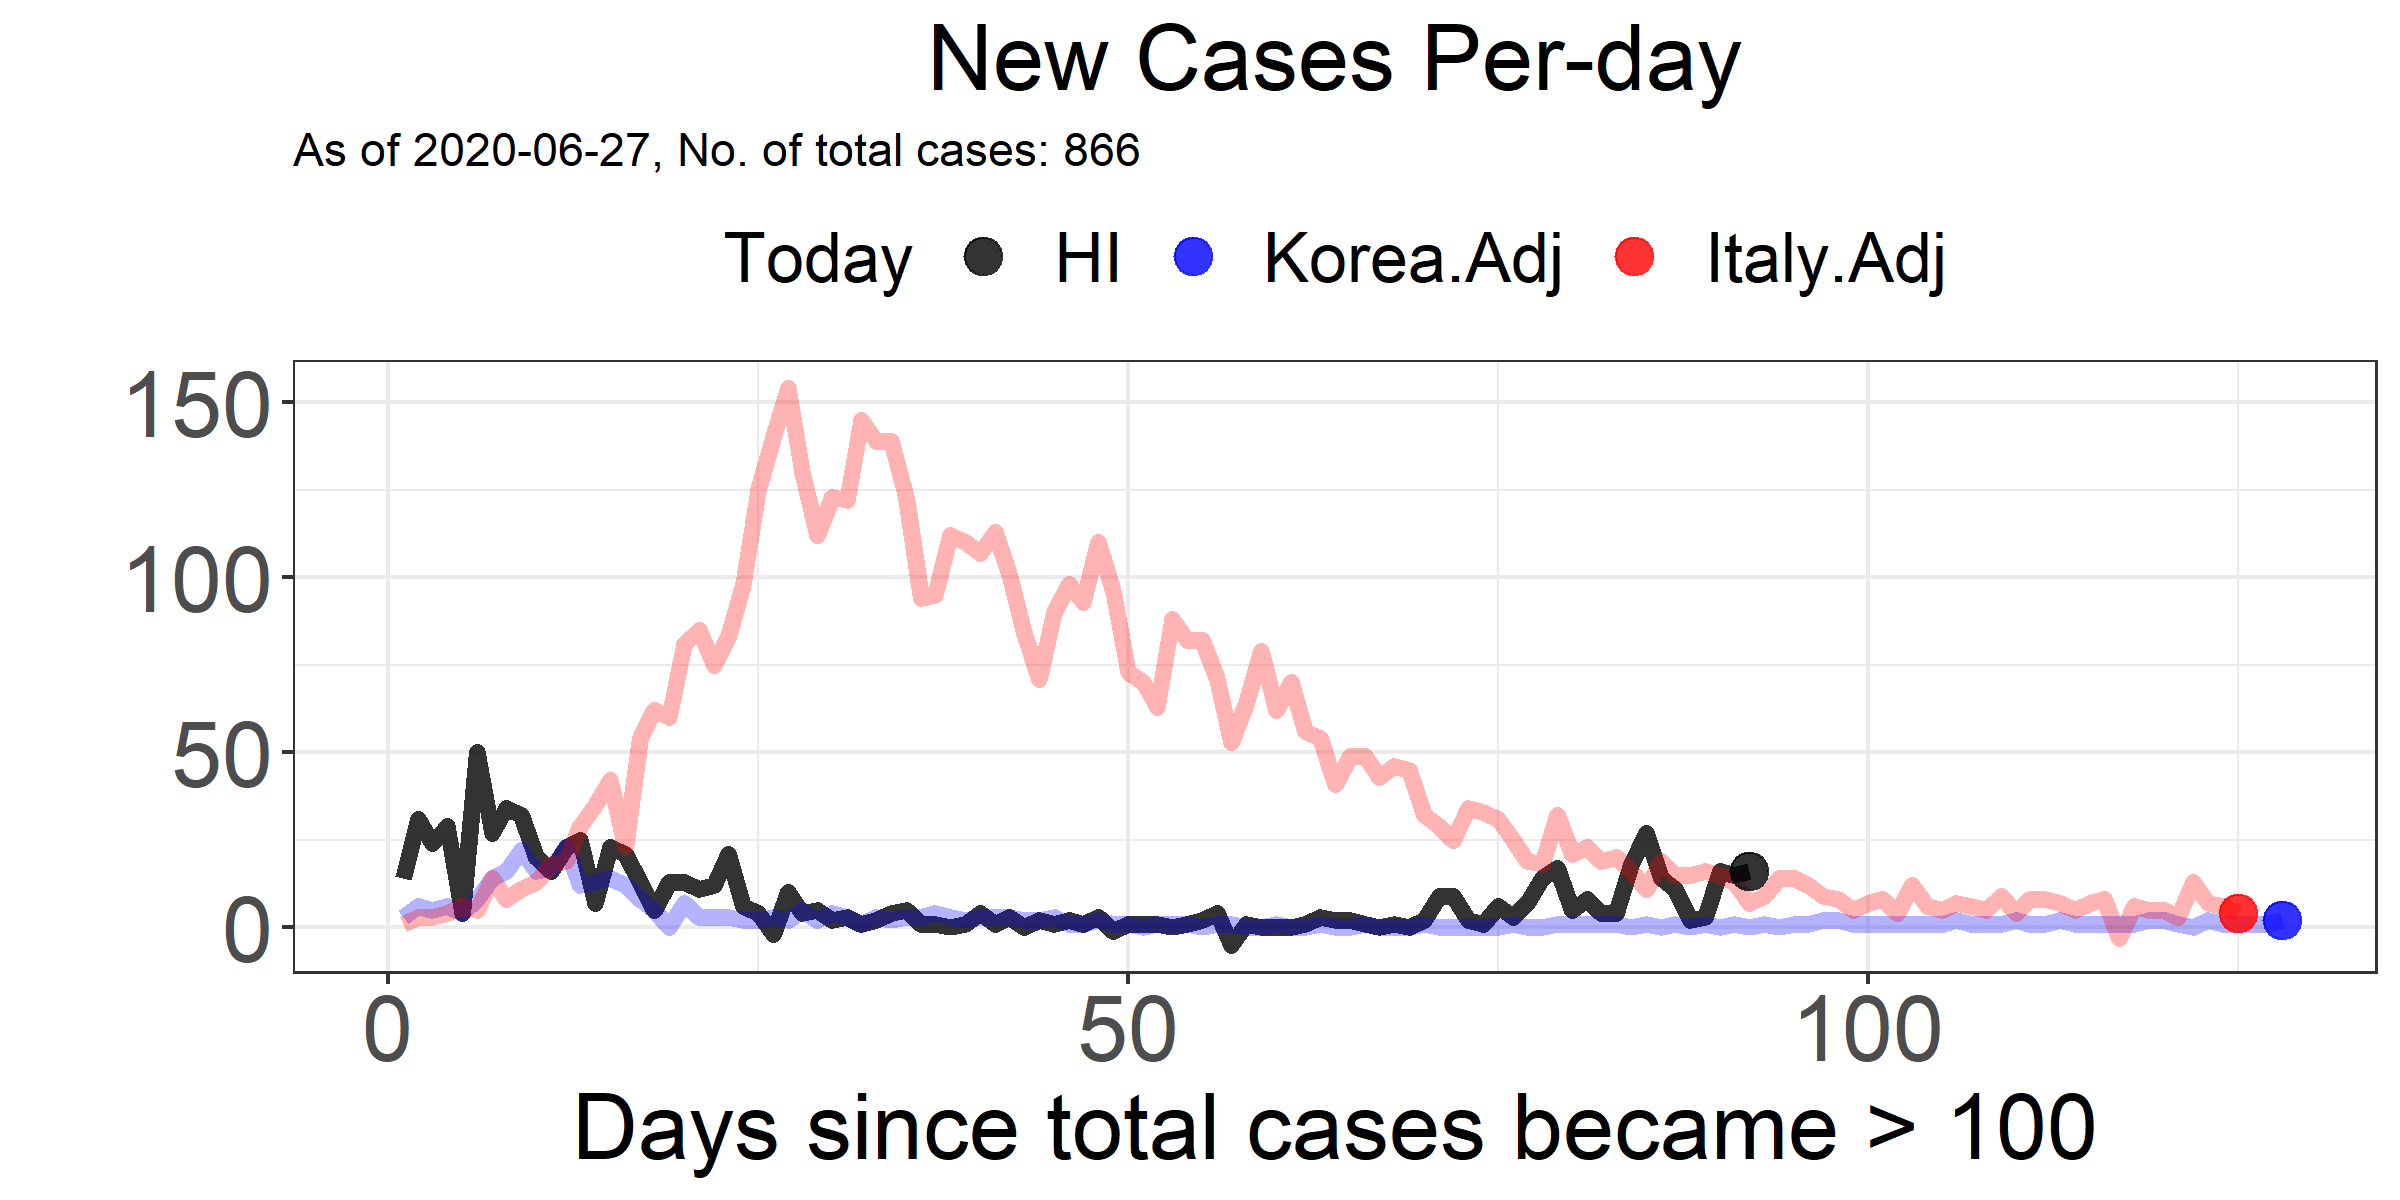 New Cases Per-day
As of 2020-06-27, No. of total cases: 866
Today HI Korea.Adj Italy.Adj
150
100
50
0
0 50 100
Days since total cases became > 100